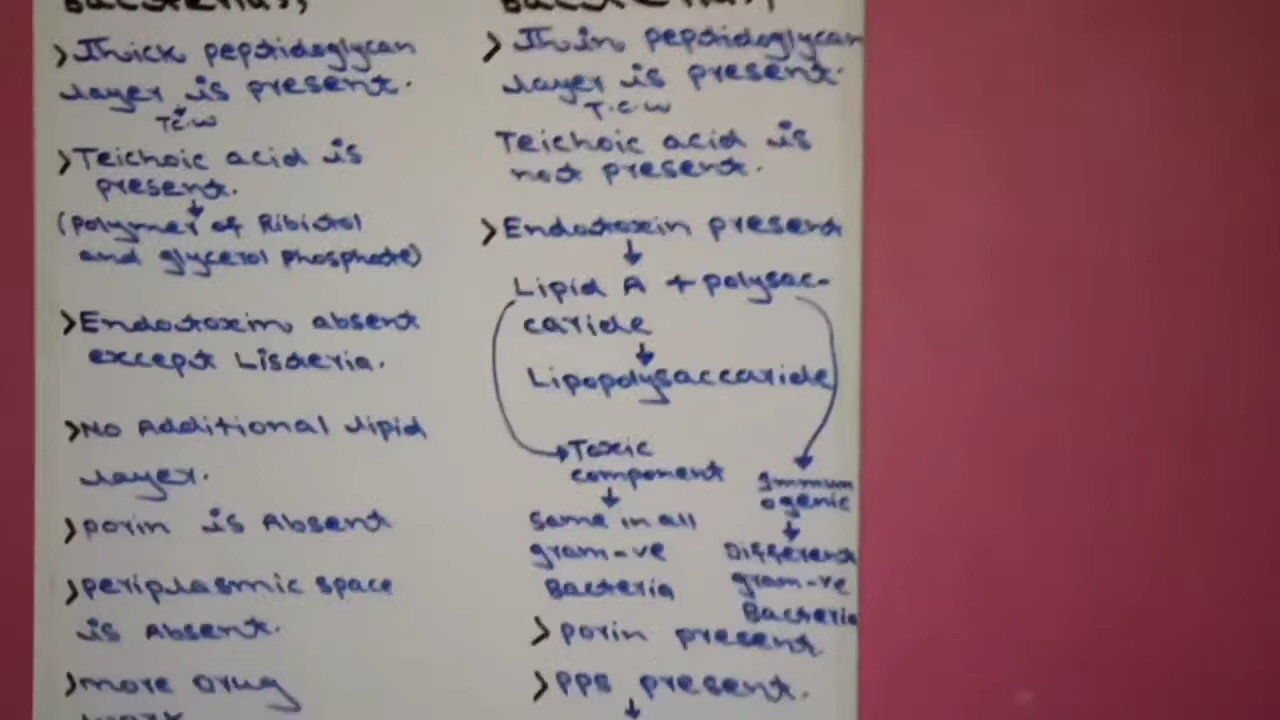 Bacterias,
> Thick peptidoglycan
layer is present.
T.C.W
> Teichoic acid is
present.
(polymer of Ribitol
and glycerol phosphate)
> Endotoxin absent
except Listeria.
> No Additional lipid
layer.
> porin is Absent
> periplasmic space
is Absent.
> more Drug
work
> Thin peptidoglycan
layer is present.
T.C.W
Teichoic acid is
not present.
> Endotoxin present
Lipid A + polysac-
caride
Lipopolysaccaride
Toxic
component
same in all
gram-ve
Bacteria
Immun
ogenic
Different
gram-ve
Bacteria
> porin present
> PPS present.